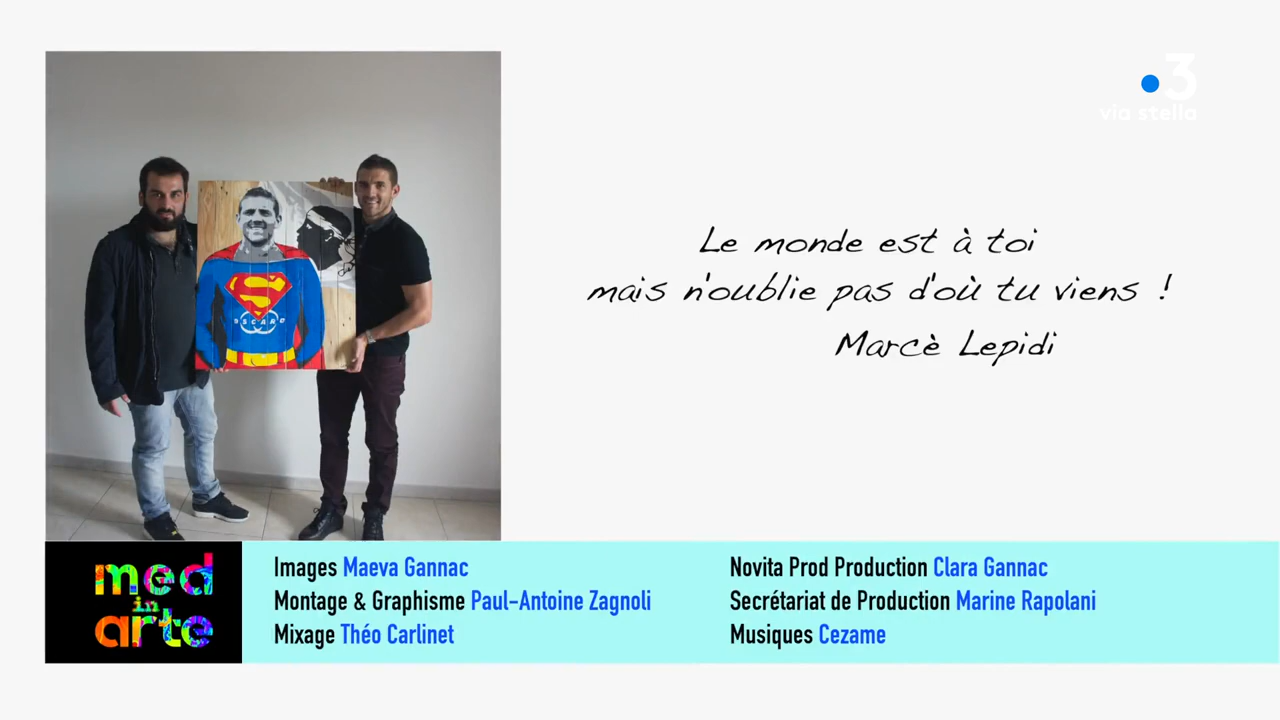 3
via stella
Le monde est à toi
mais n'oublie pas d'où tu viens !
Marcè Lepidi
S
OSCARO
med
in
arte
Images Maeva Gannac
Montage & Graphisme Paul-Antoine Zagnoli
Mixage Théo Carlinet
Novita Prod Production Clara Gannac
Secrétariat de Production Marine Rapolani
Musiques Cezame